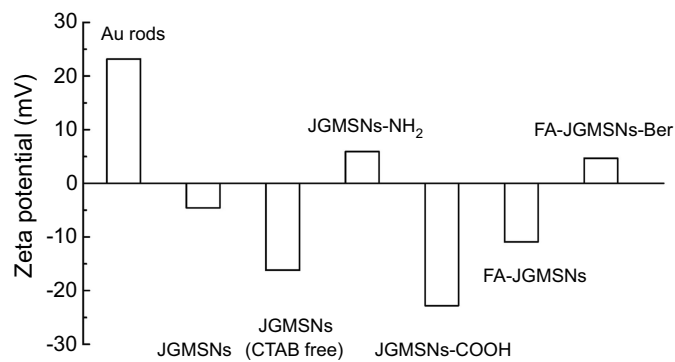 30
20
10
0
-10
-20
-30
Zeta potential (mV)
Au rods
JGMSNs
JGMSNs
(CTAB free)
JGMSNs-NH₂
JGMSNs-COOH
FA-JGMSNs
FA-JGMSNs-Ber